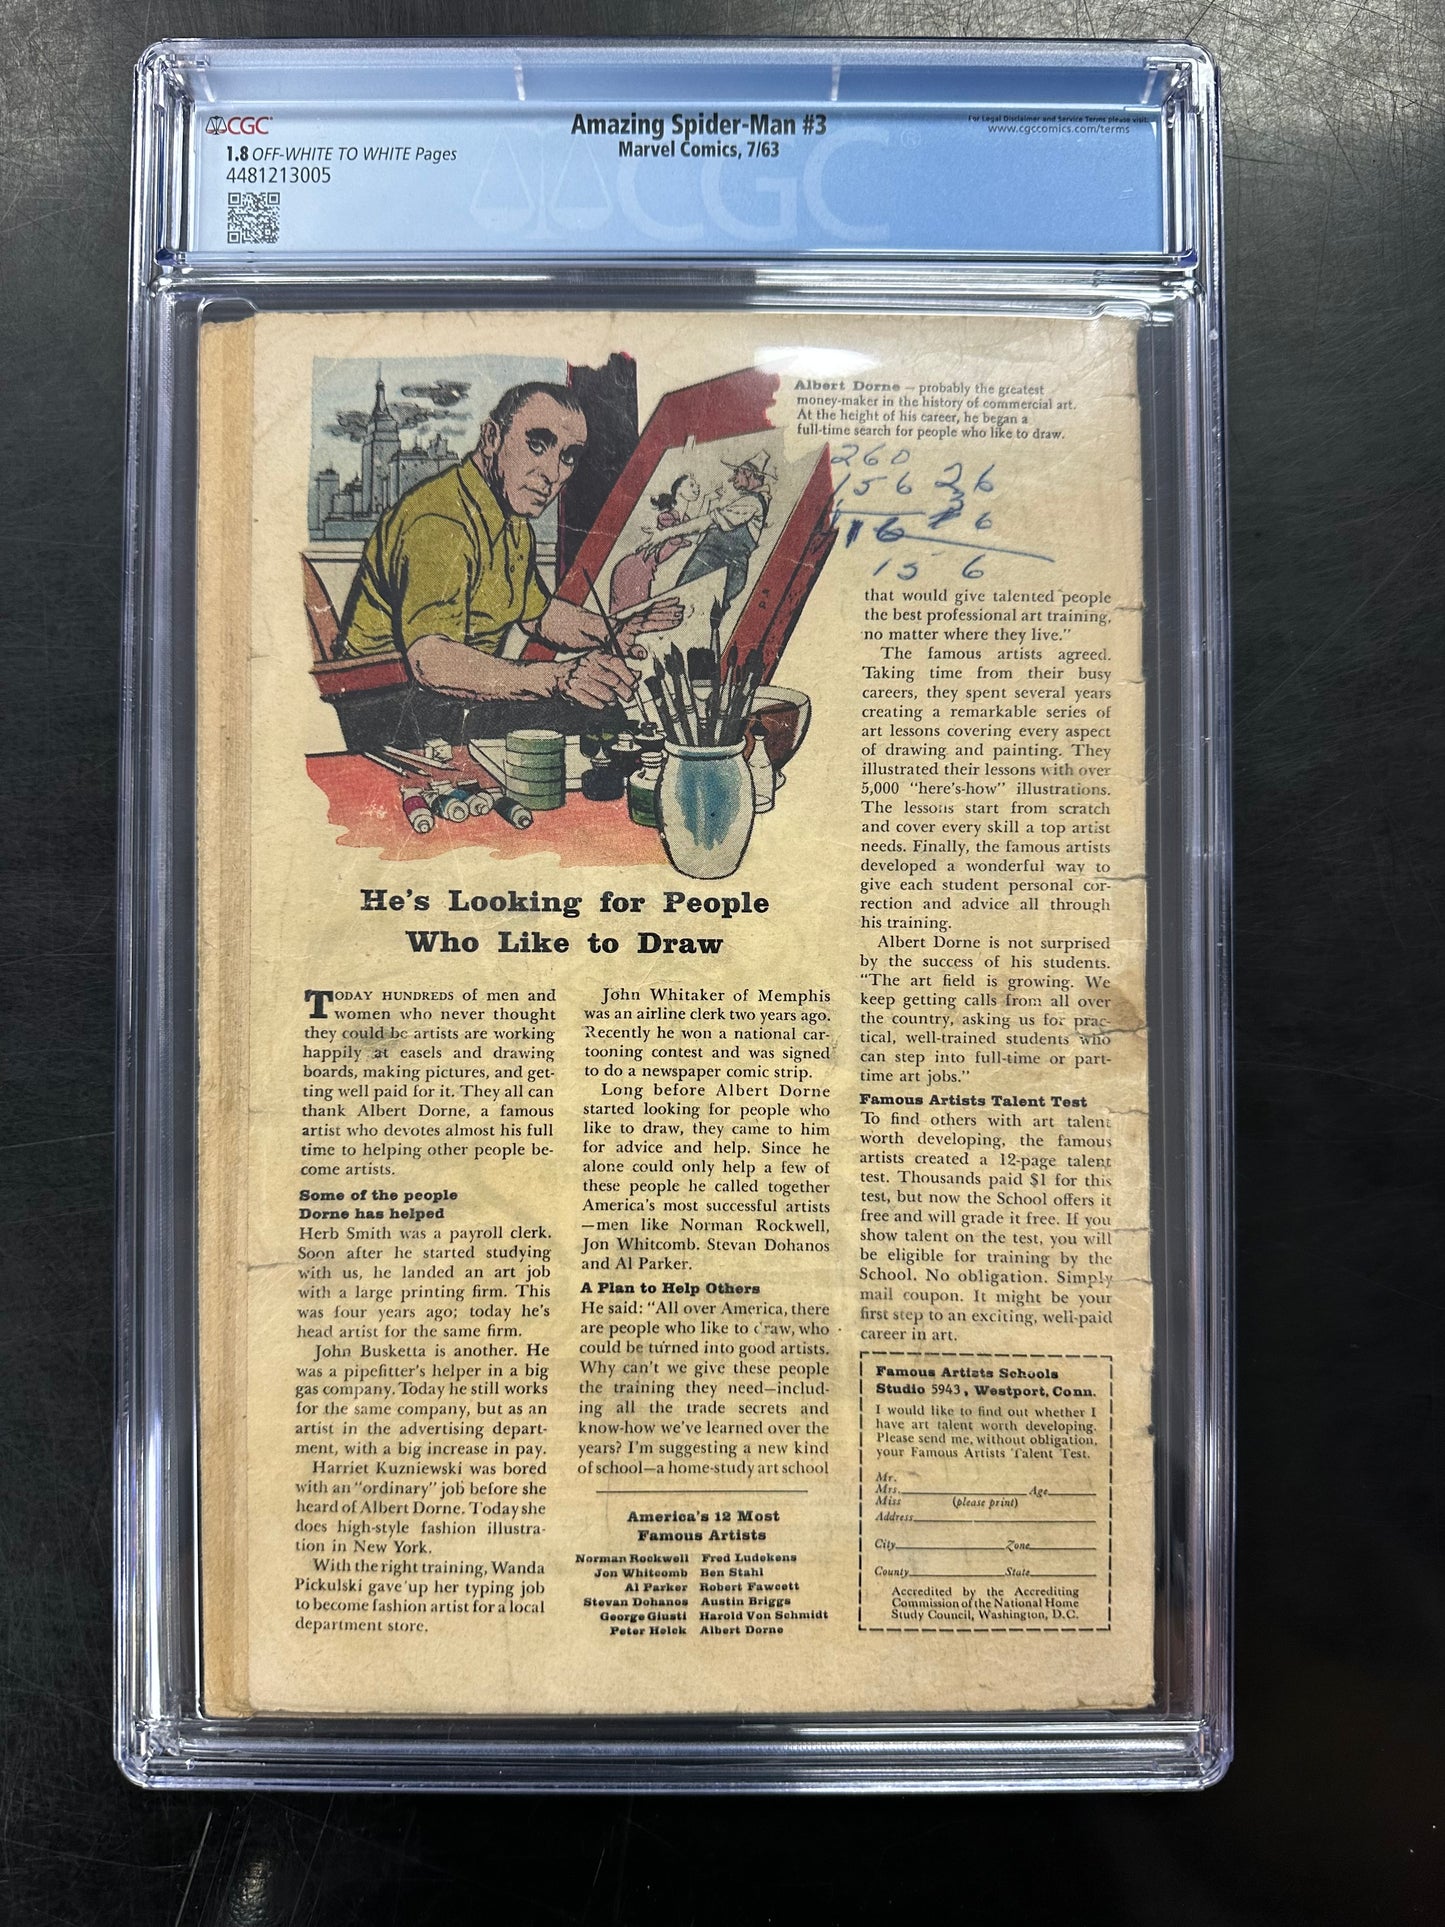 CGC
Amazing Spider-Man #3
Marvel Comics, 7/63
For Legal Disclaimer and Service Terms please visit:
www.cgccomics.com/terms
1.8 OFF-WHITE TO WHITE Pages
4481213005
CGC
Albert Dorne — probably the greatest
money-maker in the history of commercial art.
At the height of his career, he began a
full-time search for people who like to draw.
260
156 26
6
156
He's Looking for People
Who Like to Draw
TODAY HUNDREDS of men and
women who never thought
they could be artists are working
happily at easels and drawing
boards, making pictures, and get-
ting well paid for it. They all can
thank Albert Dorne, a famous
artist who devotes almost his full
time to helping other people be-
come artists.
Some of the people
Dorne has helped
Herb Smith was a payroll clerk.
Soon after he started studying
with us, he landed an art job
with a large printing firm. This
was four years ago; today he's
head artist for the same firm.
John Busketta is another. He
was a pipefitter's helper in a big
gas company. Today he still works
for the same company, but as an
artist in the advertising depart-
ment, with a big increase in pay.
Harriet Kuzniewski was bored
with an "ordinary" job before she
heard of Albert Dorne. Today she
does high-style fashion illustra-
tion in New York.
With the right training, Wanda
Pickulski gave up her typing job
to become fashion artist for a local
department store.
John Whitaker of Memphis
was an airline clerk two years ago.
Recently he won a national car-
tooning contest and was signed
to do a newspaper comic strip.
Long before Albert Dorne
started looking for people who
like to draw, they came to him
for advice and help. Since he
alone could only help a few of
these people he called together
America's most successful artists
—men like Norman Rockwell,
Jon Whitcomb. Stevan Dohanos
and Al Parker.
A Plan to Help Others
He said: "All over America, there
are people who like to draw, who
could be turned into good artists.
Why can't we give these people
the training they need—includ-
ing all the trade secrets and
know-how we've learned over the
years? I'm suggesting a new kind
of school—a home-study art school
America's 12 Most
Famous Artists
Norman Rockwell Fred Ludekens
Jon Whitcomb Ben Stahl
Al Parker Robert Fawcett
Stevan Dohanos Austin Briggs
George Giusti Harold Von Schmidt
Peter Helck Albert Dorne
that would give talented people
the best professional art training,
no matter where they live."
The famous artists agreed.
Taking time from their busy
careers, they spent several years
creating a remarkable series of
art lessons covering every aspect
of drawing and painting. They
illustrated their lessons with over
5,000 "here's-how" illustrations.
The lessons start from scratch
and cover every skill a top artist
needs. Finally, the famous artists
developed a wonderful way to
give each student personal cor-
rection and advice all through
his training.
Albert Dorne is not surprised
by the success of his students.
"The art field is growing. We
keep getting calls from all over
the country, asking us for prac-
tical, well-trained students who
can step into full-time or part-
time art jobs."
Famous Artists Talent Test
To find others with art talent
worth developing, the famous
artists created a 12-page talent
test. Thousands paid $1 for this
test, but now the School offers it
free and will grade it free. If you
show talent on the test, you will
be eligible for training by the
School. No obligation. Simply
mail coupon. It might be your
first step to an exciting, well-paid
career in art.
Famous Artists Schools
Studio 5943, Westport, Conn.
I would like to find out whether I
have art talent worth developing.
Please send me, without obligation,
your Famous Artists Talent Test.
Mr.
Mrs. Age
Miss (please print)
Address
City Zone
County State
Accredited by the Accrediting
Commission of the National Home
Study Council, Washington, D.C.